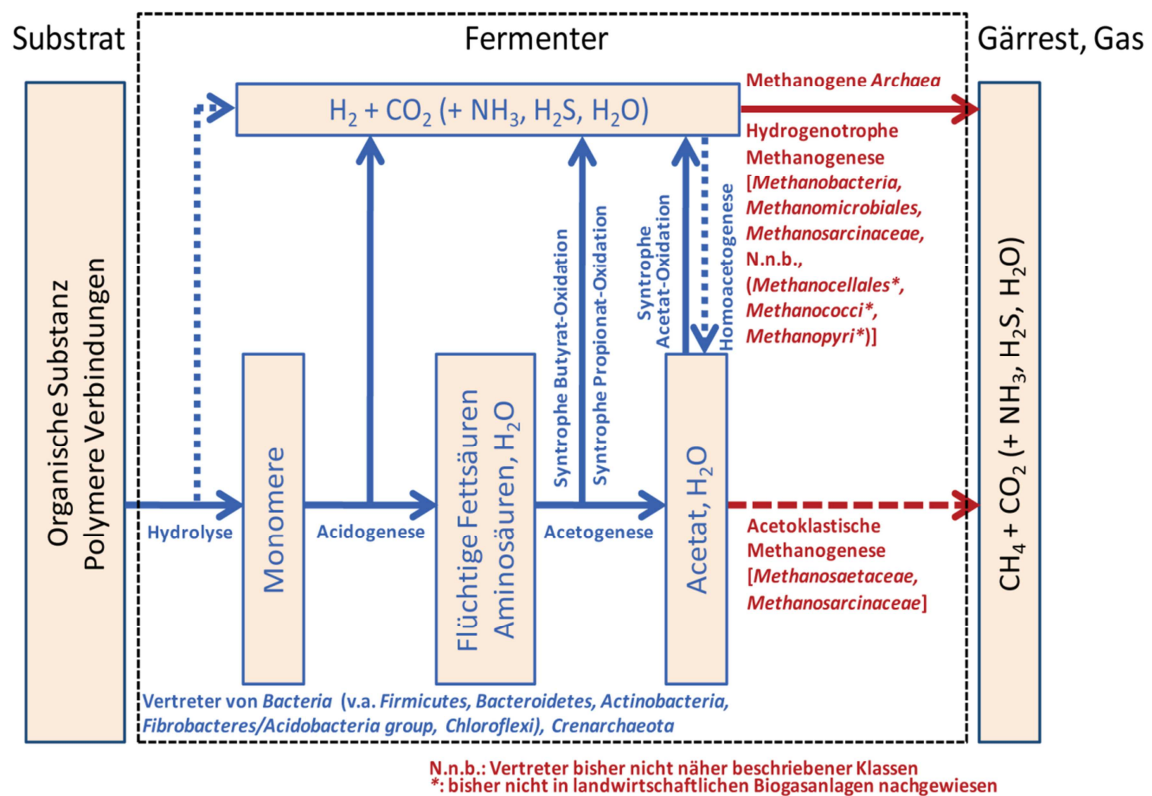 Substrat
Fermenter
Gärrest, Gas
Organische Substanz
Polymere Verbindungen
H₂ + CO₂ (+ NH₃, H₂S, H₂O)
Methanogene Archaea
Hydrogenotrophe
Methanogenese
[Methanobacteria,
Methanomicrobiales,
Methanosarcinaceae,
N.n.b.,
(Methanocellales*,
Methanococci*,
Methanopyri*)]
Syntrophe Butyrat-Oxidation
Syntrophe Propionat-Oxidation
Syntrophe
Acetat-Oxidation
Homoacetogenese
Hydrolyse
Monomere
Acidogenese
Flüchtige Fettsäuren
Aminosäuren, H₂O
Acetogenese
Acetat, H₂O
Acetoklastische
Methanogenese
[Methanosaetaceae,
Methanosarcinaceae]
CH₄ + CO₂ (+ NH₃, H₂S, H₂O)
Vertreter von Bacteria (v.a. Firmicutes, Bacteroidetes, Actinobacteria,
Fibrobacteres/Acidobacteria group, Chloroflexi), Crenarchaeota
N.n.b.: Vertreter bisher nicht näher beschriebener Klassen
*: bisher nicht in landwirtschaftlichen Biogasanlagen nachgewiesen